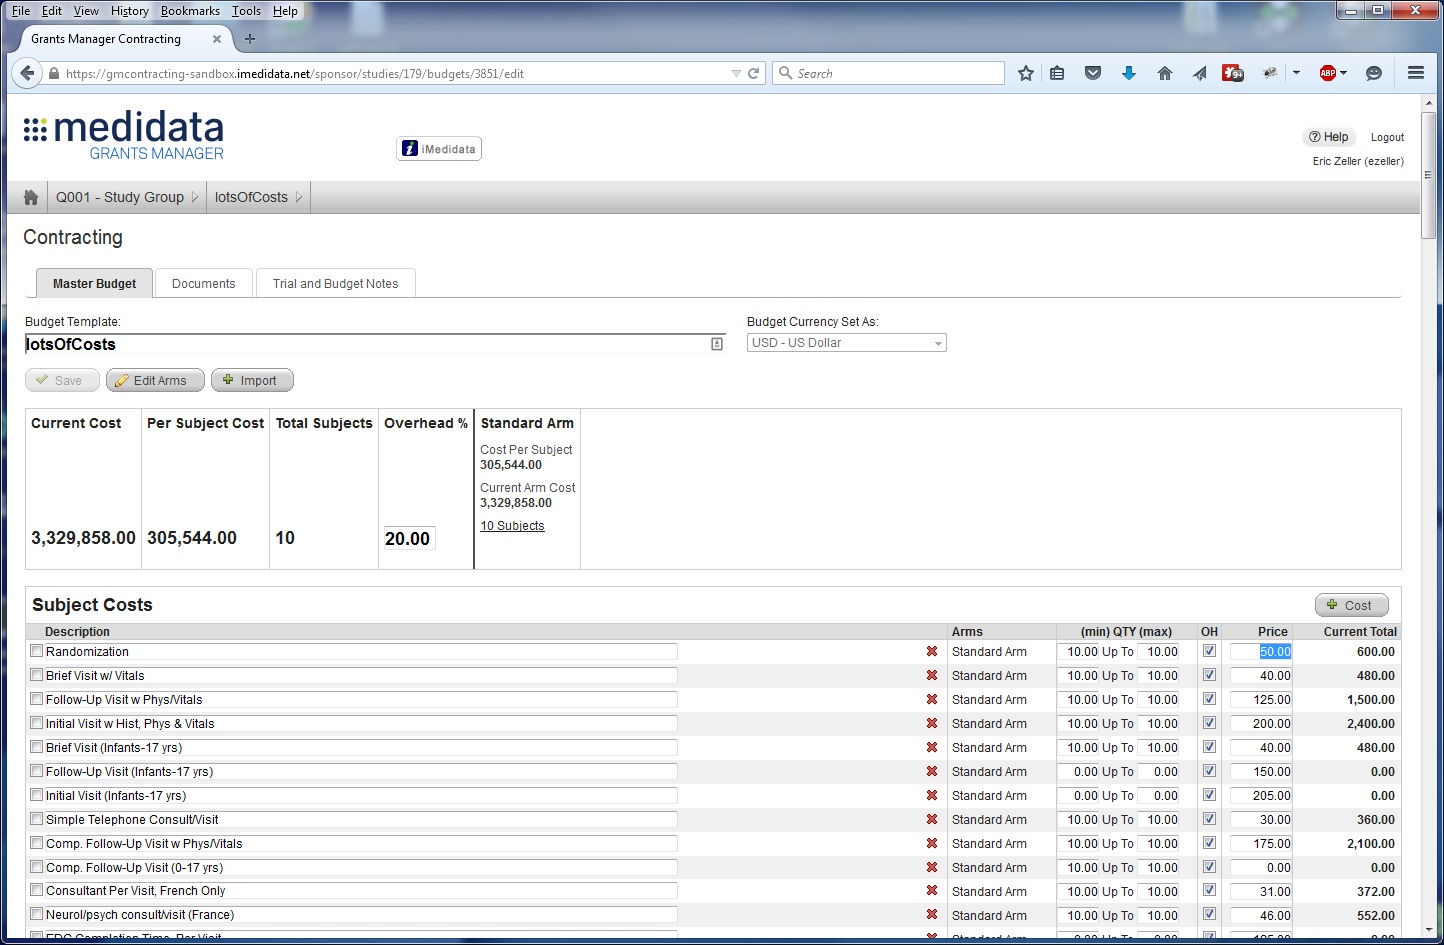 File Edit View History Bookmarks Tools Help
Grants Manager Contracting
https://gmcontracting-sandbox.imedidata.net/sponsor/studies/179/budgets/3851/edit
Search
9+
ABP
medidata
GRANTS MANAGER
iMedidata
Help Logout
Eric Zeller (ezeller)
Q001 - Study Group
lotsOfCosts
Contracting
Master Budget
Documents
Trial and Budget Notes
Budget Template:
Budget Currency Set As:
lotsOfCosts
USD - US Dollar
Save
Edit Arms
Import
Current Cost Per Subject Cost Total Subjects Overhead % Standard Arm
Cost Per Subject
305,544.00
Current Arm Cost
3,329,858.00
10 Subjects
3,329,858.00 305,544.00 10 20.00
Subject Costs
Cost
Description Arms (min) QTY (max) OH Price Current Total
Randomization Standard Arm 10.00 Up To 10.00 50.00 600.00
Brief Visit w/ Vitals Standard Arm 10.00 Up To 10.00 40.00 480.00
Follow-Up Visit w Phys/Vitals Standard Arm 10.00 Up To 10.00 125.00 1,500.00
Initial Visit w Hist, Phys & Vitals Standard Arm 10.00 Up To 10.00 200.00 2,400.00
Brief Visit (Infants-17 yrs) Standard Arm 10.00 Up To 10.00 40.00 480.00
Follow-Up Visit (Infants-17 yrs) Standard Arm 0.00 Up To 0.00 150.00 0.00
Initial Visit (Infants-17 yrs) Standard Arm 0.00 Up To 0.00 205.00 0.00
Simple Telephone Consult/Visit Standard Arm 10.00 Up To 10.00 30.00 360.00
Comp. Follow-Up Visit w Phys/Vitals Standard Arm 10.00 Up To 10.00 175.00 2,100.00
Comp. Follow-Up Visit (0-17 yrs) Standard Arm 10.00 Up To 10.00 0.00 0.00
Consultant Per Visit, French Only Standard Arm 10.00 Up To 10.00 31.00 372.00
Neurol/psych consult/visit (France) Standard Arm 10.00 Up To 10.00 46.00 552.00